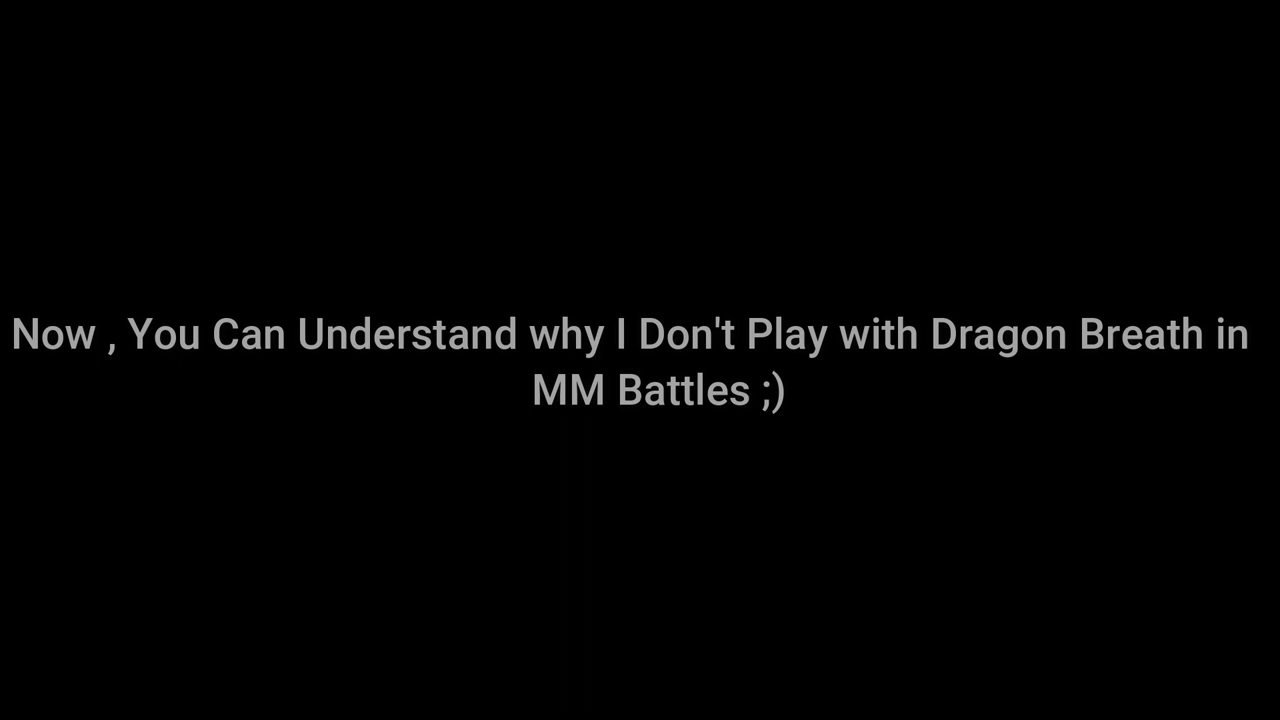 Now , You Can Understand why I Don't Play with Dragon Breath in
MM Battles ;)